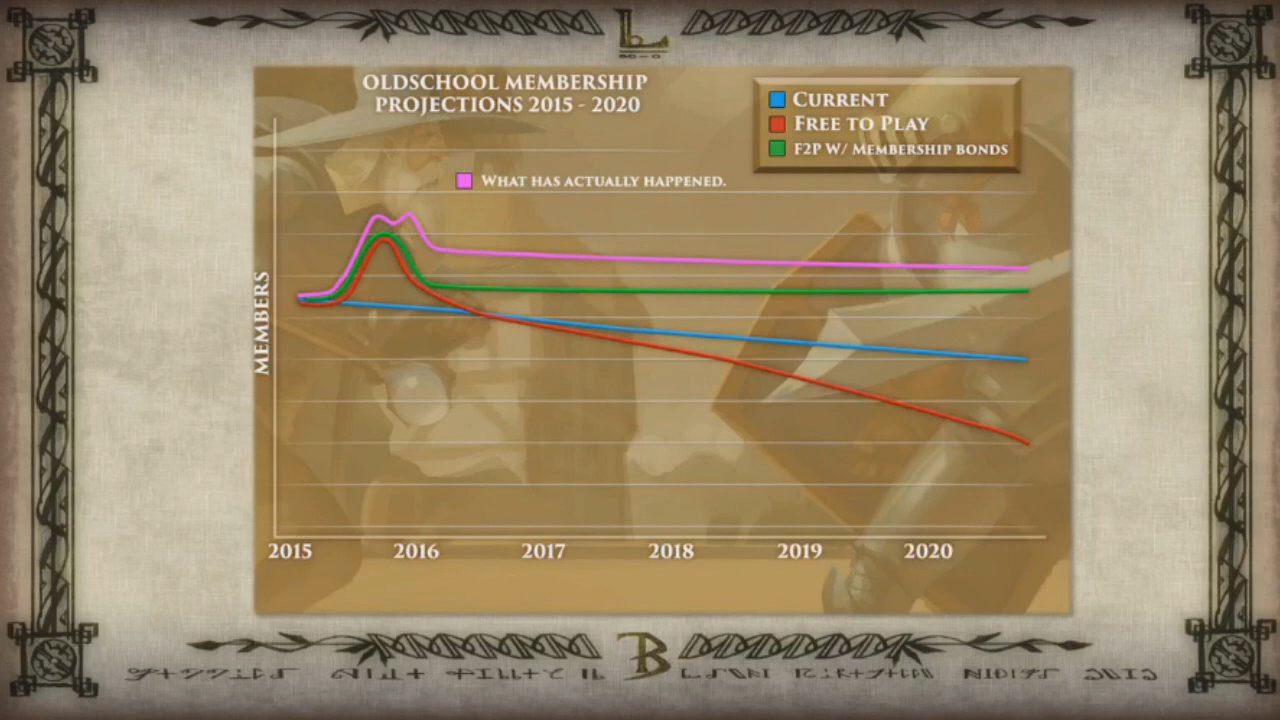 OLDSCHOOL MEMBERSHIP
PROJECTIONS 2015 - 2020
CURRENT
FREE TO PLAY
F2P W/ MEMBERSHIP BONDS
WHAT HAS ACTUALLY HAPPENED.
MEMBERS
2015 2016 2017 2018 2019 2020
B